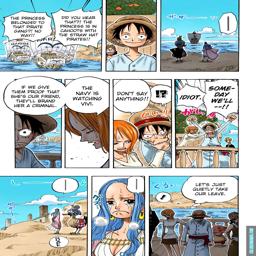 THE PRINCESS
BELONGED TO
THAT PIRATE
GANG?! NO
WAY!!
DID YOU HEAR
THAT?! THE
PRINCESS IS IN
CAHOOTS WITH
THE STRAW HAT
PIRATES!!
!
IF WE GIVE
THEM PROOF THAT
SHE'S OUR FRIEND,
THEY'LL BRAND
HER A CRIMINAL.
THE NAVY
IS
WATCHING
VIVI.
DON'T SAY
ANYTHING!!
!?
IDIOT.
SOME-
DAY
WE'LL
--!!
!
!
LET'S JUST
QUIETLY TAKE
OUR LEAVE.